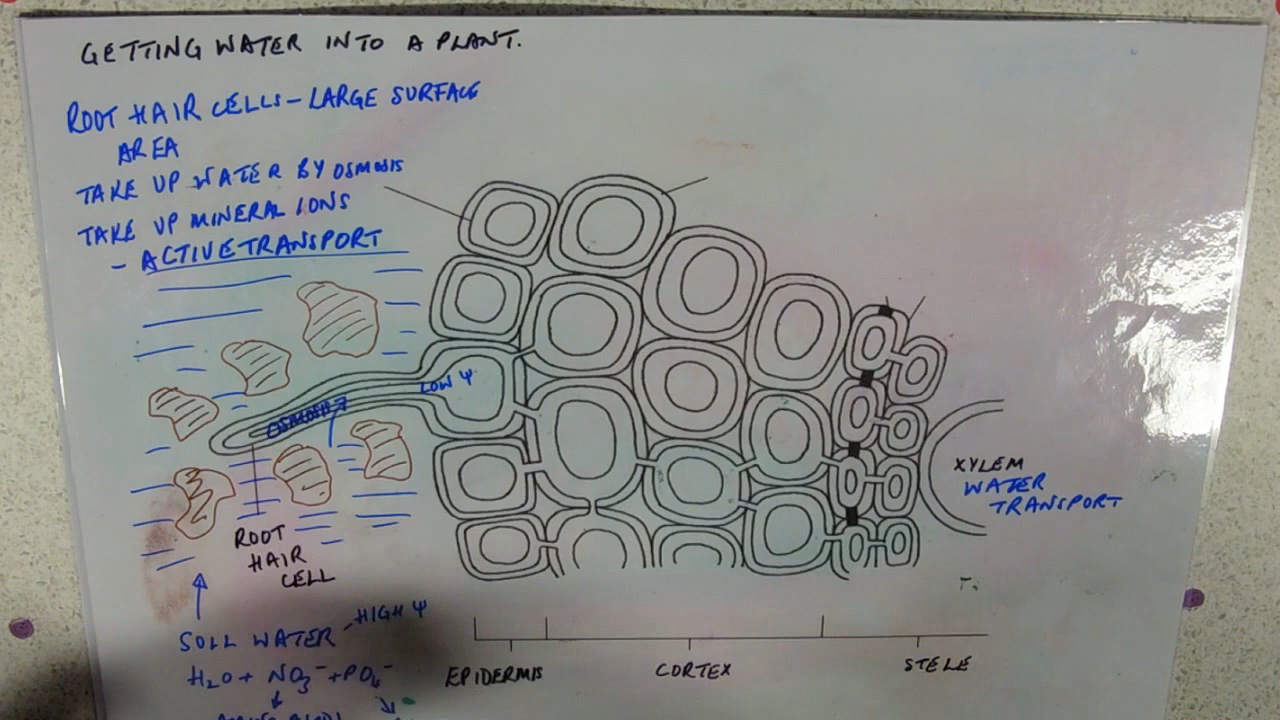 GETTING WATER INTO A PLANT.
ROOT HAIR CELLS - LARGE SURFACE
AREA
TAKE UP WATER BY OSMOSIS
TAKE UP MINERAL IONS
- ACTIVE TRANSPORT
LOW Ψ
OSMOSIS
XYLEM
WATER
TRANSPORT
ROOT
HAIR
CELL
SOIL WATER - HIGH Ψ
H2O + NO3- + PO4-
EPIDERMIS
CORTEX
STELE